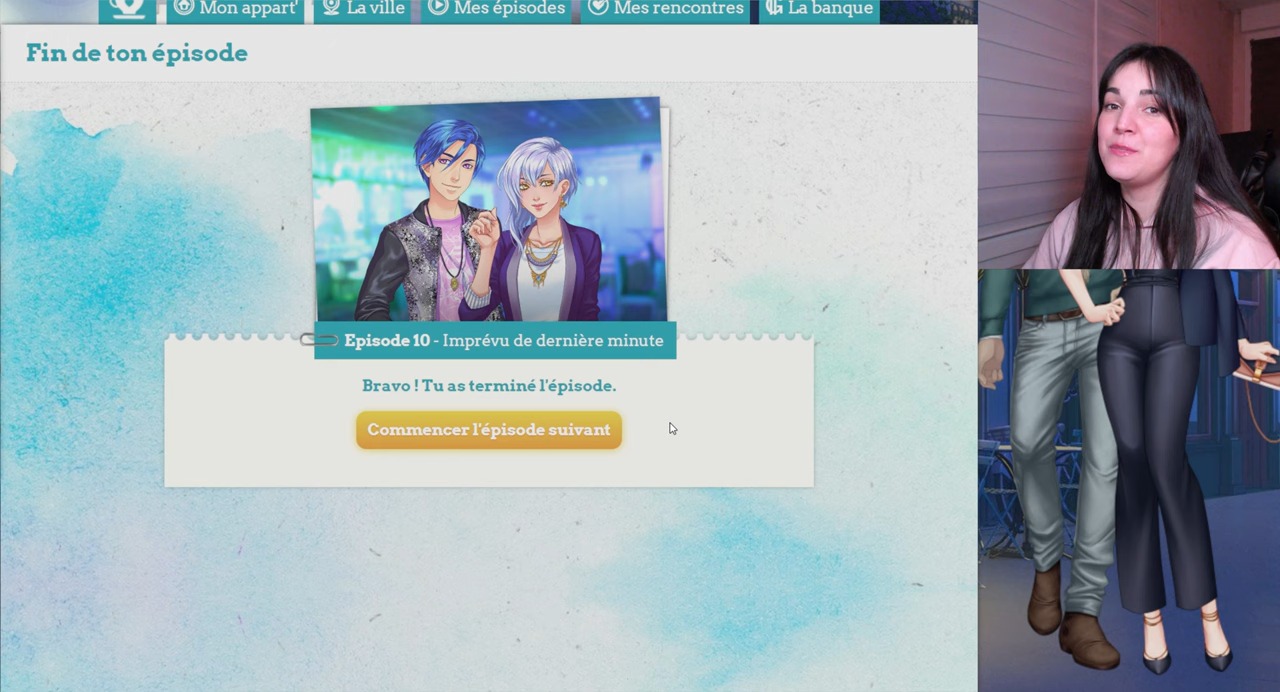 Mon appart'
La ville
Mes épisodes
Mes rencontres
La banque
Fin de ton épisode
Episode 10 - Imprévu de dernière minute
Bravo ! Tu as terminé l'épisode.
Commencer l'épisode suivant